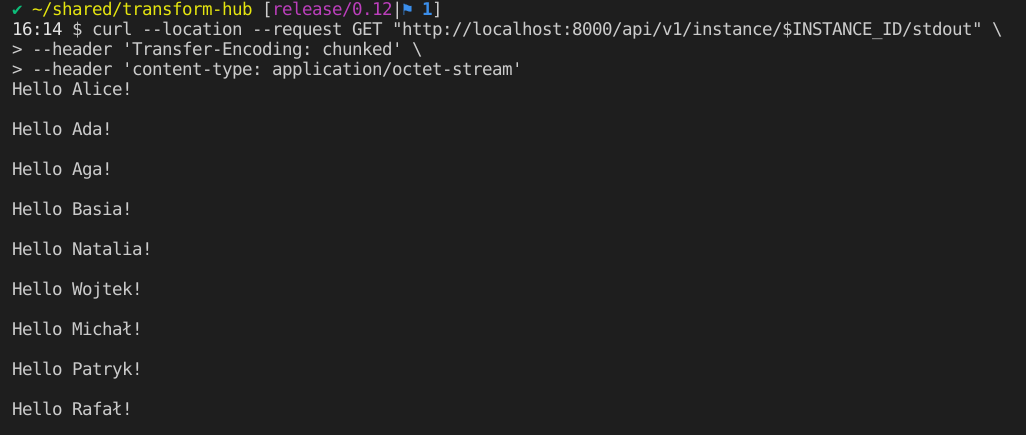 ✔ ~/shared/transform-hub [release/0.12|⚑ 1]
16:14 $ curl --location --request GET "http://localhost:8000/api/v1/instance/$INSTANCE_ID/stdout" \
> --header 'Transfer-Encoding: chunked' \
> --header 'content-type: application/octet-stream'
Hello Alice!
Hello Ada!
Hello Aga!
Hello Basia!
Hello Natalia!
Hello Wojtek!
Hello Michał!
Hello Patryk!
Hello Rafał!